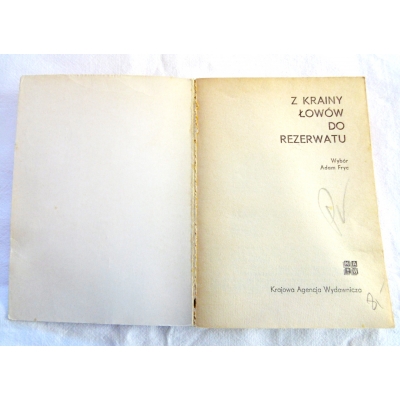 Z KRAINY
ŁOWÓW
DO
REZERWATU
Wybór
Adam Fryc
Krajowa Agencja Wydawnicza